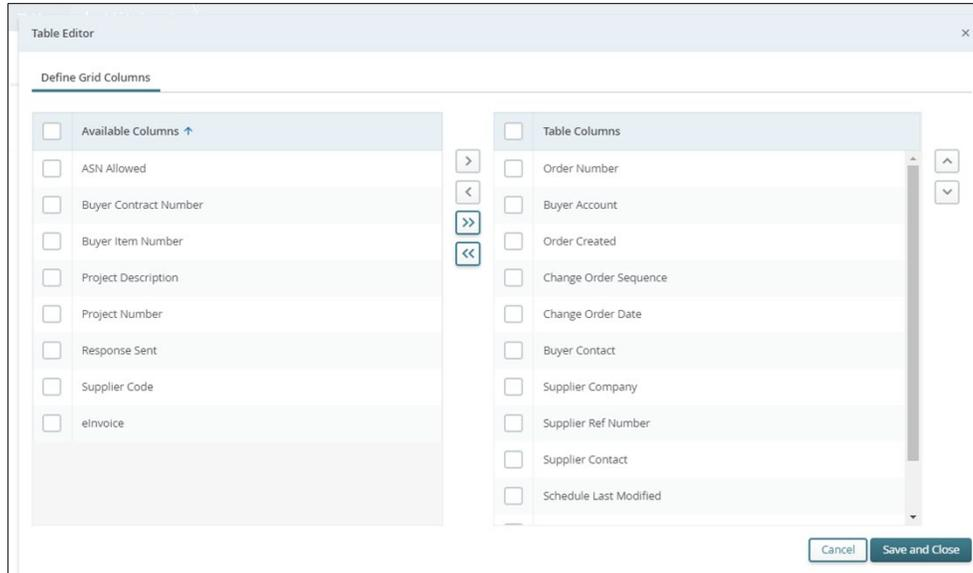 Table Editor
Define Grid Columns
Available Columns
ASN Allowed
Buyer Contract Number
Buyer Item Number
Project Description
Project Number
Response Sent
Supplier Code
eInvoice
Table Columns
Order Number
Buyer Account
Order Created
Change Order Sequence
Change Order Date
Buyer Contact
Supplier Company
Supplier Ref Number
Supplier Contact
Schedule Last Modified
Cancel
Save and Close